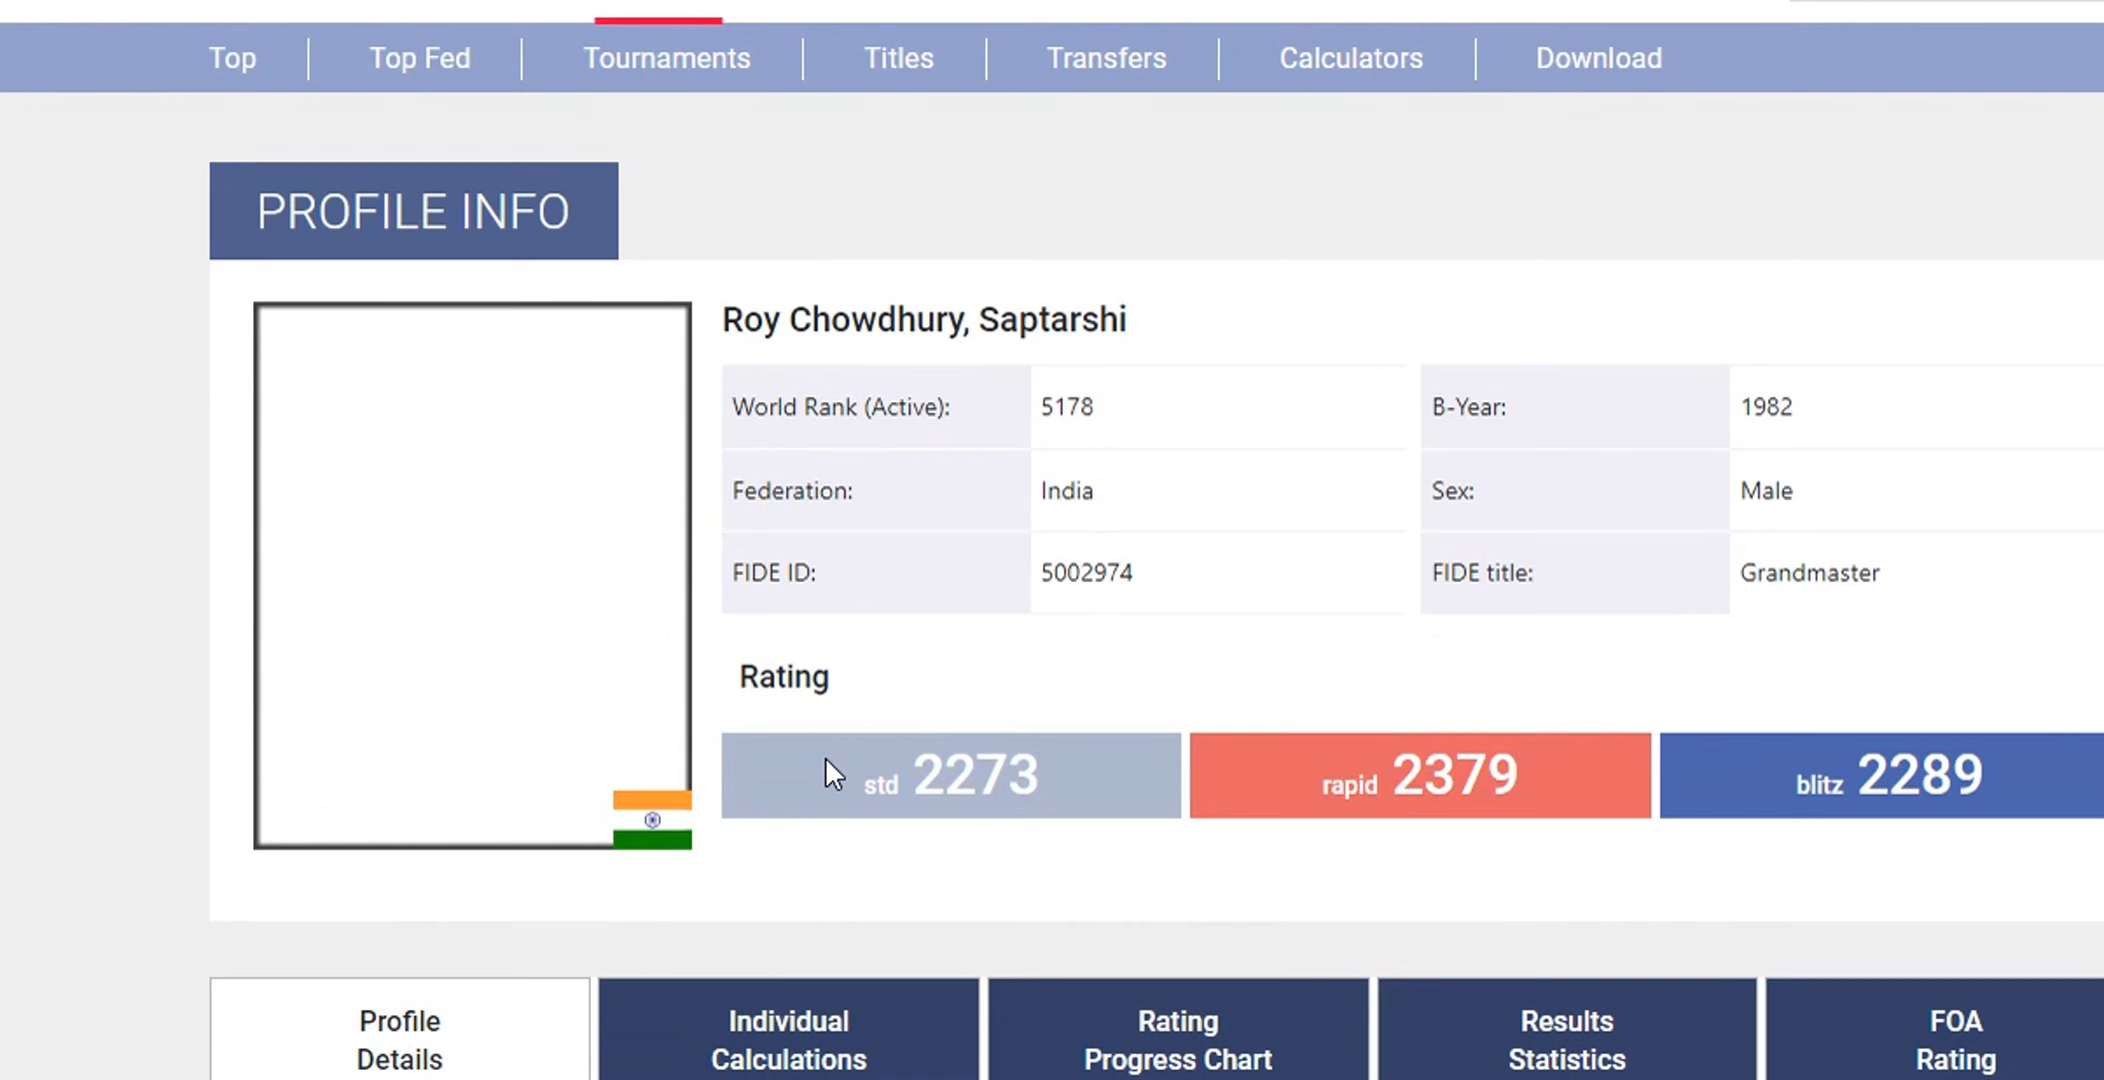 Top Top Fed Tournaments Titles Transfers Calculators Download
PROFILE INFO
Roy Chowdhury, Saptarshi
World Rank (Active): 5178 B-Year: 1982
Federation: India Sex: Male
FIDE ID: 5002974 FIDE title: Grandmaster
Rating
std 2273 rapid 2379 blitz 2289
Profile Details
Individual Calculations
Rating Progress Chart
Results Statistics
FOA Rating